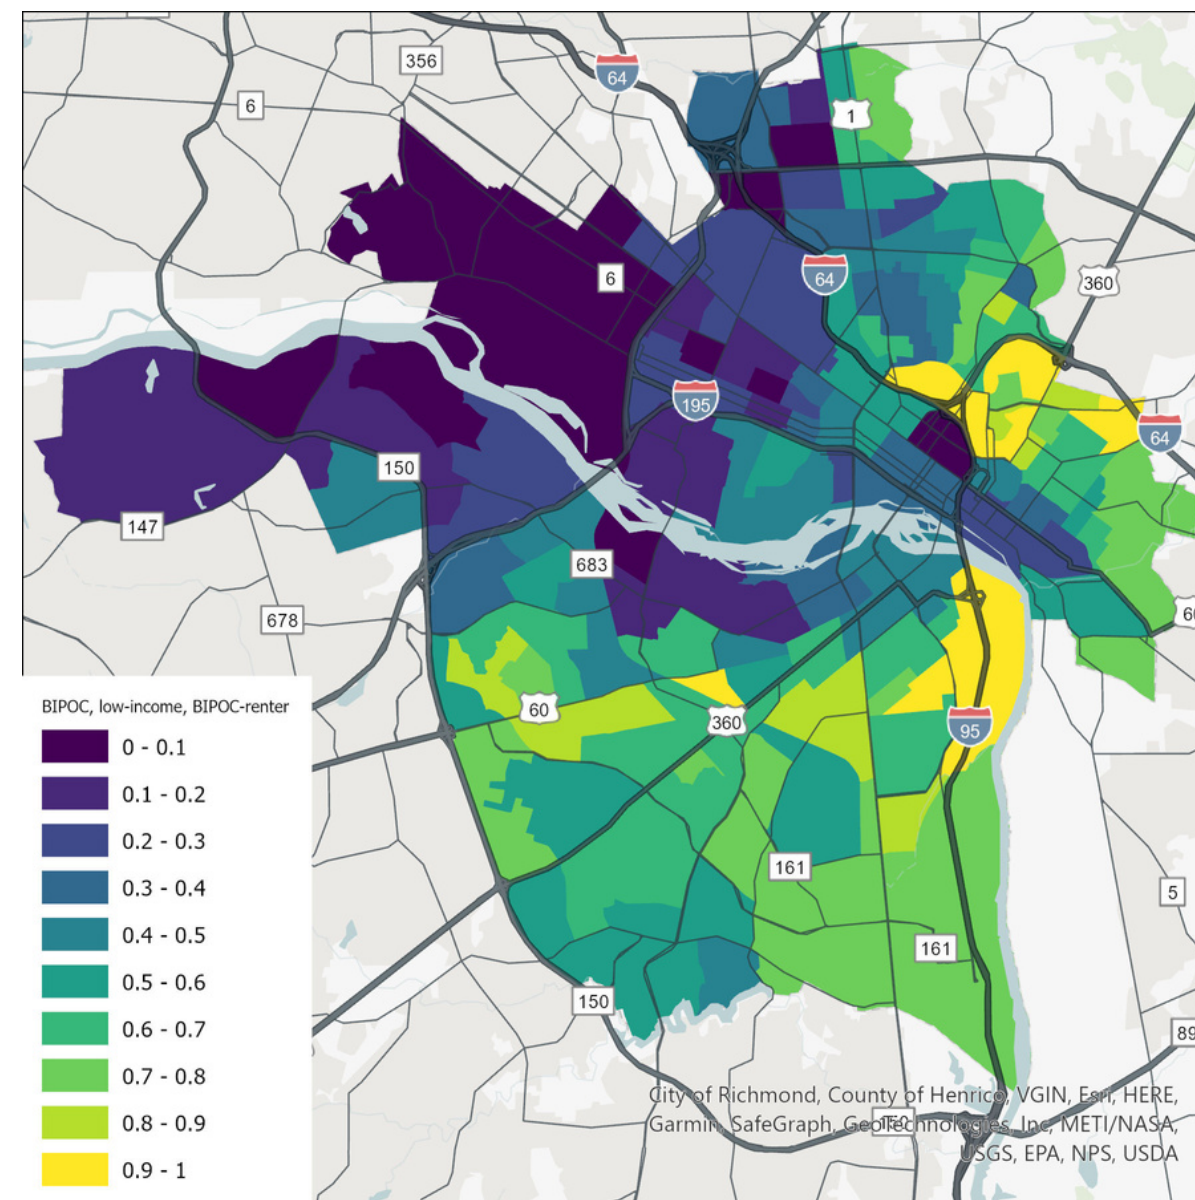 64
356
6
1
6
64
360
195
64
150
147
683
678
60
60
360
95
BIPOC, low-income, BIPOC-renter
0 - 0.1
0.1 - 0.2
0.2 - 0.3
0.3 - 0.4
0.4 - 0.5
0.5 - 0.6
0.6 - 0.7
0.7 - 0.8
0.8 - 0.9
0.9 - 1
161
5
161
150
89
City of Richmond, County of Henrico, VGIN, Esri, HERE,
Garmin, SafeGraph, GeoTechnologies, Inc, METI/NASA,
USGS, EPA, NPS, USDA